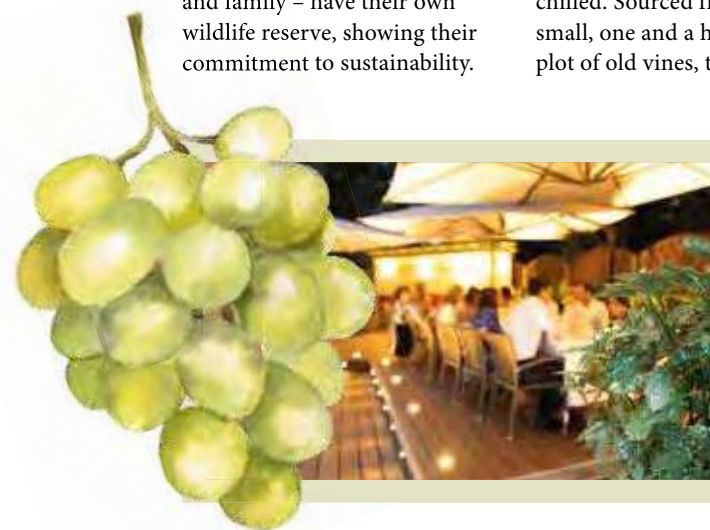 and family – have their own
wildlife reserve, showing their
commitment to sustainability.
chilled. Sourced
small, one and a
plot of old vines,